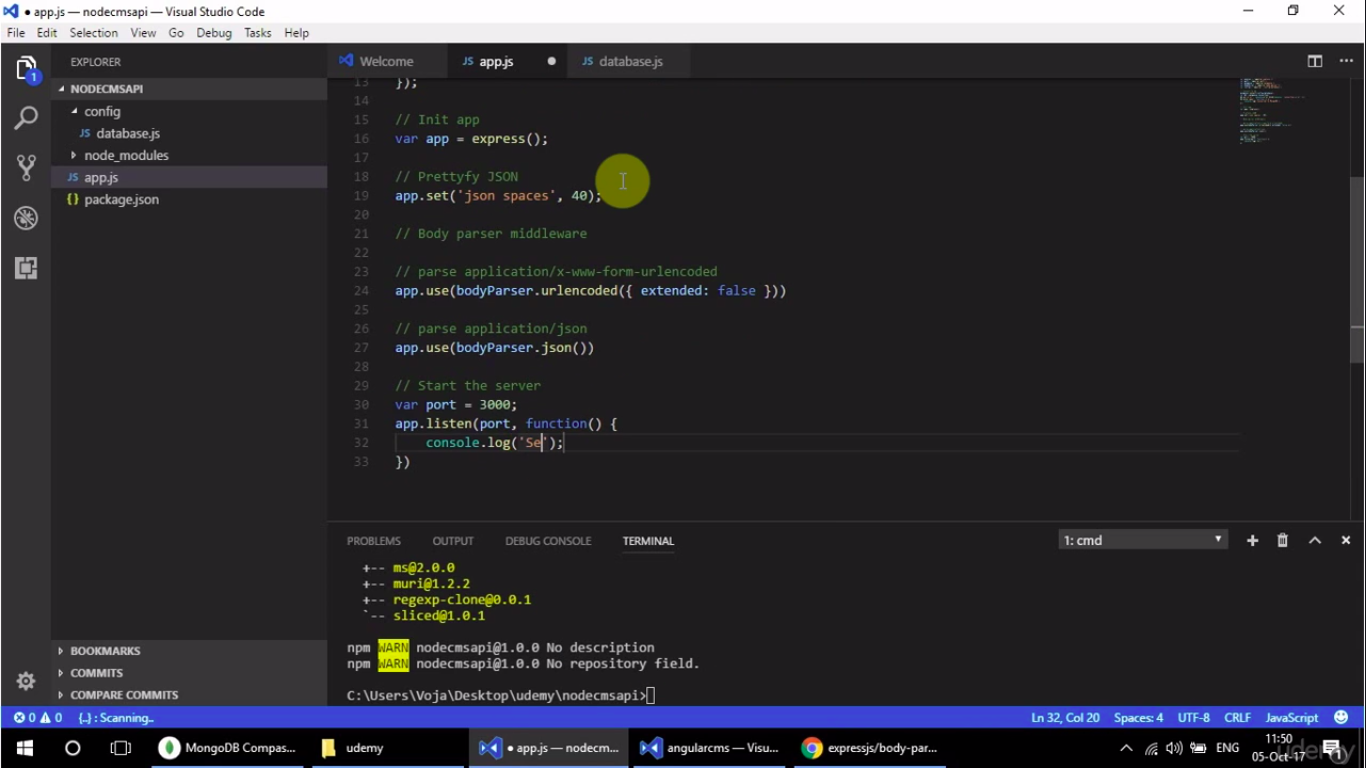 ● app.js — nodecmsapi — Visual Studio Code
File Edit Selection View Go Debug Tasks Help
EXPLORER
Welcome
JS app.js ●
JS database.js
1
NODECMSAPI
config
JS database.js
node_modules
JS app.js
{} package.json
13 });
14
15 // Init app
16 var app = express();
17
18 // Prettyfy JSON
19 app.set('json spaces', 40);
20
21 // Body parser middleware
22
23 // parse application/x-www-form-urlencoded
24 app.use(bodyParser.urlencoded({ extended: false }))
25
26 // parse application/json
27 app.use(bodyParser.json())
28
29 // Start the server
30 var port = 3000;
31 app.listen(port, function() {
32 console.log('Se');
33 })
BOOKMARKS
COMMITS
COMPARE COMMITS
PROBLEMS OUTPUT DEBUG CONSOLE TERMINAL 1: cmd
+-- ms@2.0.0
+-- muri@1.2.2
+-- regexp-clone@0.0.1
`-- sliced@1.0.1
npm WARN nodecmsapi@1.0.0 No description
npm WARN nodecmsapi@1.0.0 No repository field.
C:\Users\Voja\Desktop\udemy\nodecmsapi>
0 0 {..} : Scanning.. Ln 32, Col 20 Spaces: 4 UTF-8 CRLF JavaScript
MongoDB Compas... udemy ● app.js — nodecm... angularcms — Visu... expressjs/body-par... ENG 11:50
05-Oct-17
udemy
1